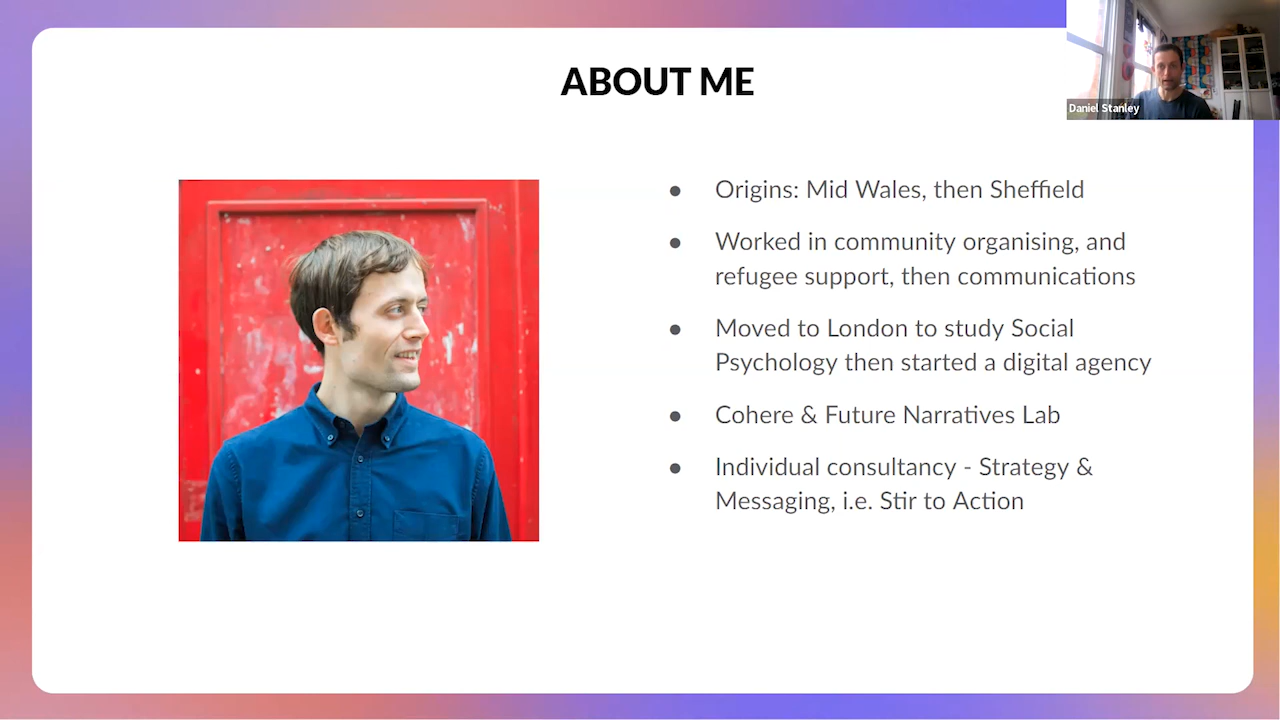 ABOUT ME
Daniel Stanley
● Origins: Mid Wales, then Sheffield
● Worked in community organising, and
refugee support, then communications
● Moved to London to study Social
Psychology then started a digital agency
● Cohere & Future Narratives Lab
● Individual consultancy - Strategy &
Messaging, i.e. Stir to Action